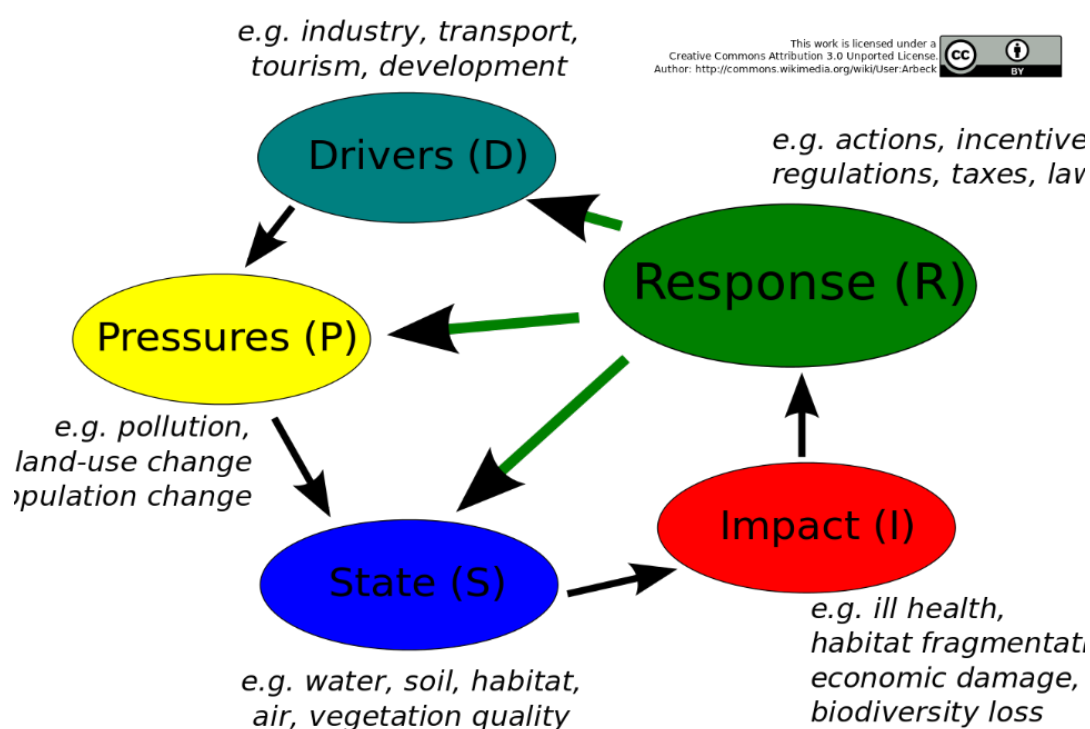 e.g. industry, transport,
tourism, development
This work is licensed under a
Creative Commons Attribution 3.0 Unported License.
Author: http://commons.wikimedia.org/wiki/User:Arbeck
cc
BY
Drivers (D)
e.g. actions, incentive
regulations, taxes, law
Response (R)
Pressures (P)
e.g. pollution,
land-use change
opulation change
State (S)
e.g. water, soil, habitat,
air, vegetation quality
Impact (I)
e.g. ill health,
habitat fragmentati
economic damage,
biodiversity loss